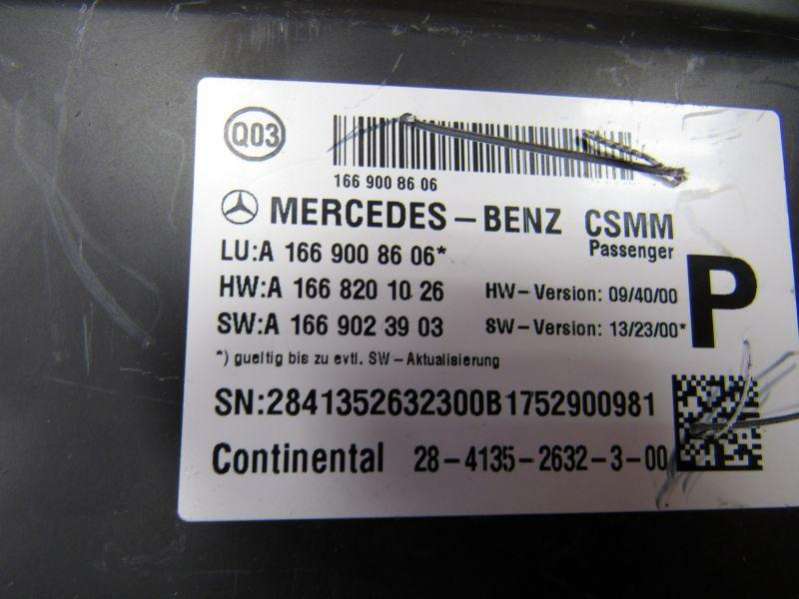 Q03
166 900 86 06
MERCEDES-BENZ CSMM
Passenger
LU:A 166 900 86 06*
HW:A 166 820 10 26 HW-Version: 09/40/00
SW:A 166 902 39 03 SW-Version: 13/23/00*
P
*) gueltig bis zu evtl. SW-Aktualisierung
SN:2841352632300B1752900981
Continental 28-4135-2632-3-00